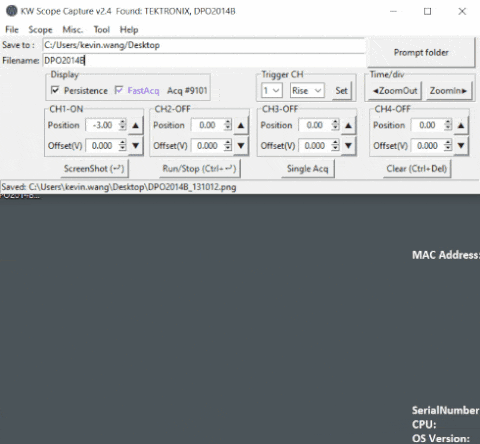 KW Scope Capture v2.4 Found: TEKTRONIX, DPO2014B
File Scope Misc. Tool Help
Save to : C:/Users/kevin.wang/Desktop
Prompt folder
Filename: DPO2014B
Display Trigger CH Time/div
Persistence FastAcq Acq #9101 1 Rise Set ◄ZoomOut ZoomIn►
CH1-ON CH2-OFF CH3-OFF CH4-OFF
Position -3.00 ▲ Position 0.00 ▲ Position 0.00 ▲ Position 0.00 ▲
Offset(V) 0.000 ▼ Offset(V) 0.000 ▼ Offset(V) 0.000 ▼ Offset(V) 0.000 ▼
ScreenShot (⤶) Run/Stop (Ctrl+⤶) Single Acq Clear (Ctrl+Del)
Saved: C:\Users\kevin.wang\Desktop\DPO2014B_131012.png
MAC Address:
SerialNumber
CPU:
OS Version: